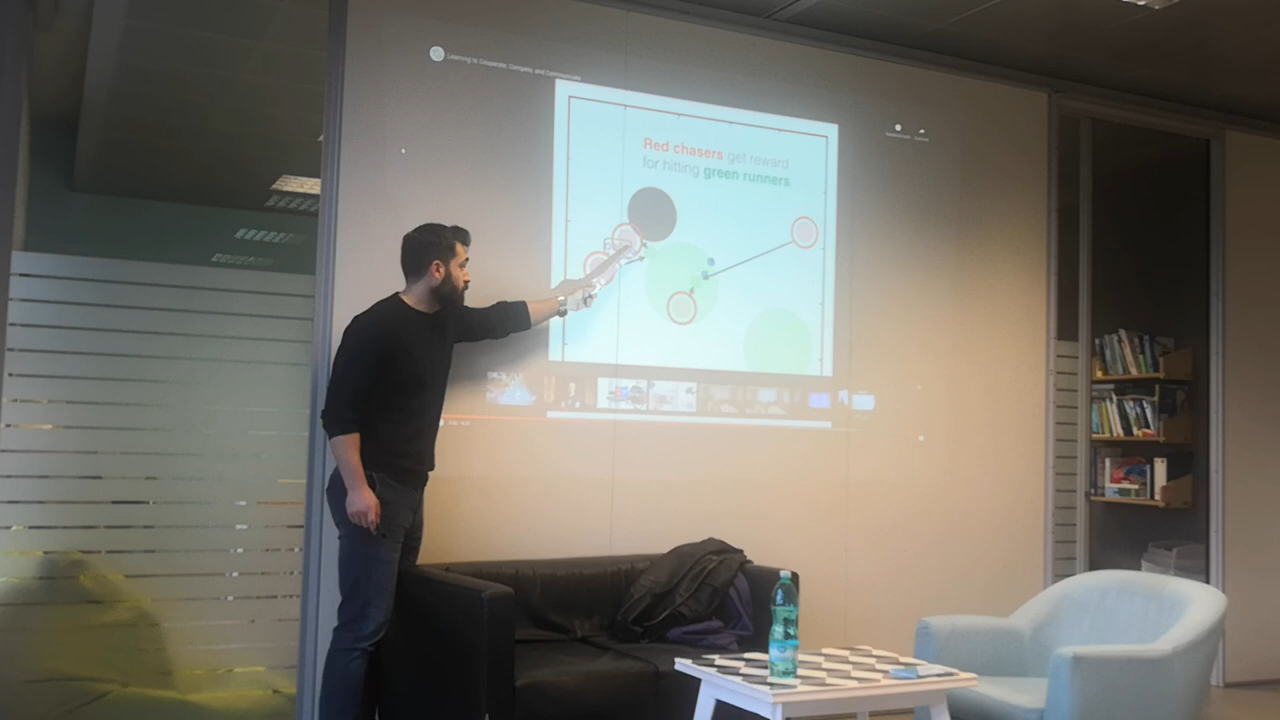 Learning to Cooperate, Compete, and Communicate
Red chasers get reward
for hitting green runners